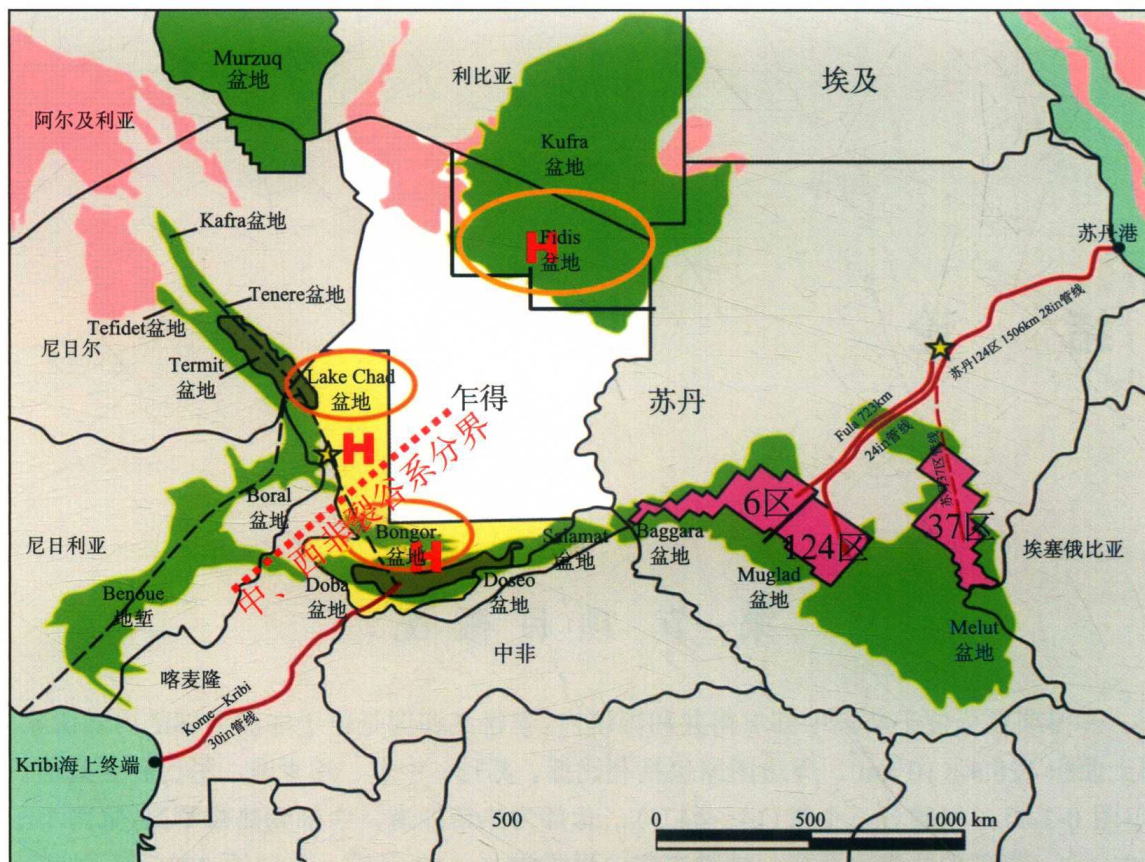 Murzuq
盆地
利比亚
埃及
阿尔及利亚
Kufra
盆地
Kafra盆地
Fidis
盆地
H
苏丹港
Tenere盆地
Tefidet盆地
尼日尔
Termit
盆地
Lake Chad
盆地
乍得
苏丹
苏丹124区 1506km 28in管线
Fula 723km
24in管线
H
中、西非裂谷系分界
Boral
盆地
尼日利亚
Bongor
盆地
H
Salamat
盆地
Baggara
盆地
6区
124区
37区
埃塞俄比亚
Benoue
地堑
Doba
盆地
Doseo
盆地
Muglad
盆地
Melut
盆地
喀麦隆
中非
Kome—Kribi
30in管线
Kribi海上终端
500
0
500
1000 km